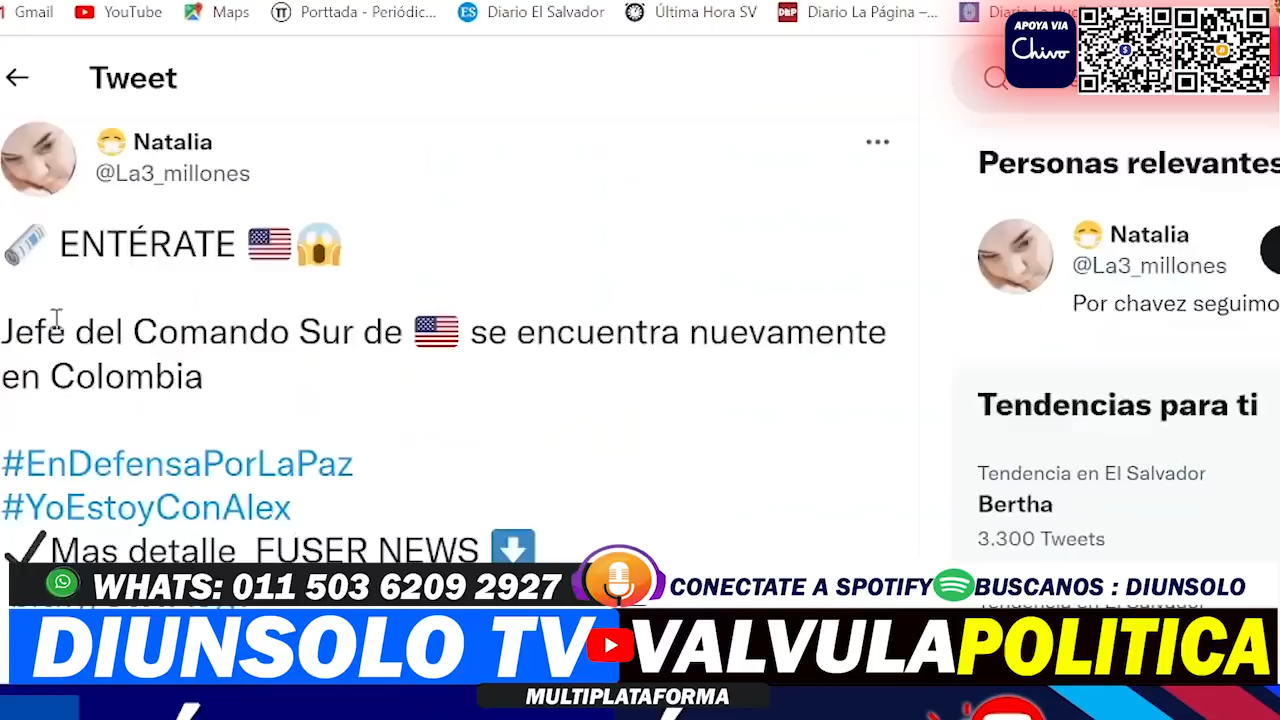 Gmail
YouTube
Maps
Porttada - Periódic...
Diario El Salvador
Última Hora SV
Diario La Página –...
APOYA VIA
Chivo
Tweet
Natalia
@La3_millones
ENTÉRATE
Jefe del Comando Sur de se encuentra nuevamente
en Colombia
#EnDefensaPorLaPaz
#YoEstoyConAlex
Mas detalle FUSER NEWS
Personas relevantes
Natalia
@La3_millones
Por chavez seguimo
Tendencias para ti
Tendencia en El Salvador
Bertha
3.300 Tweets
WHATS: 011 503 6209 2927
CONECTATE A SPOTIFY
BUSCANOS : DIUNSOLO
DIUNSOLO TV
VALVULAPOLITICA
MULTIPLATAFORMA